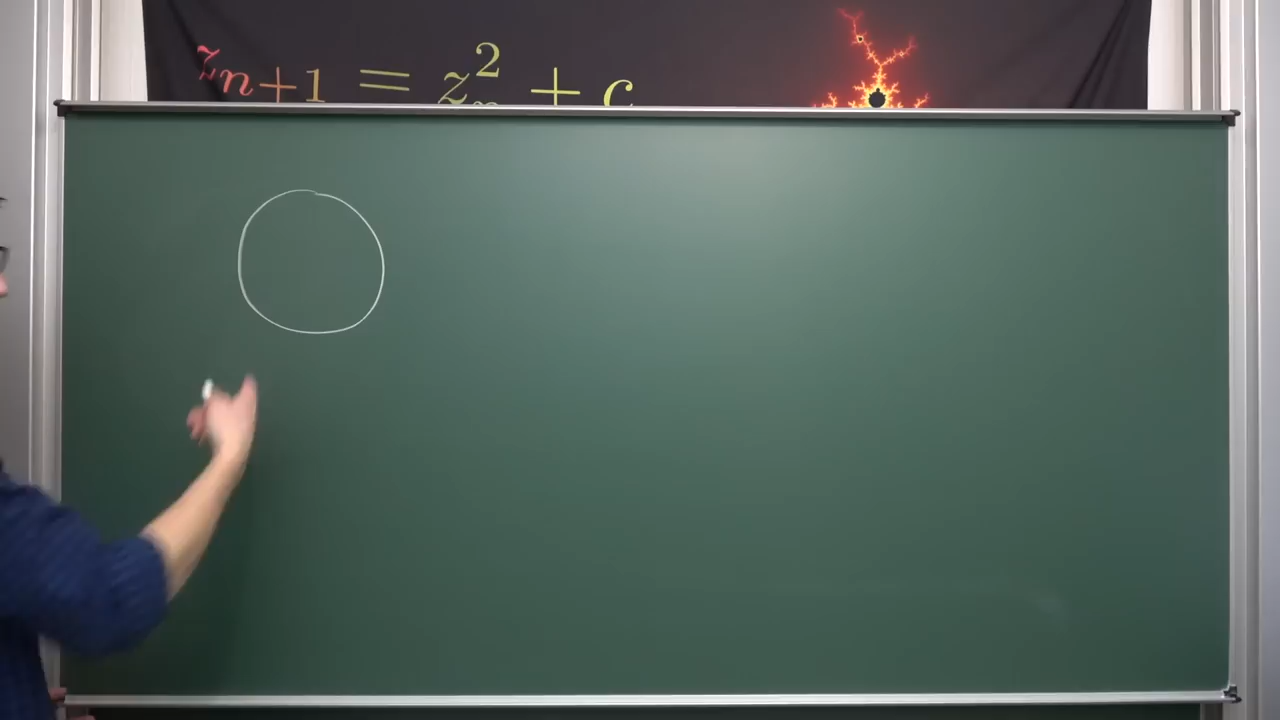 z_{n+1} = z_n^2 + c